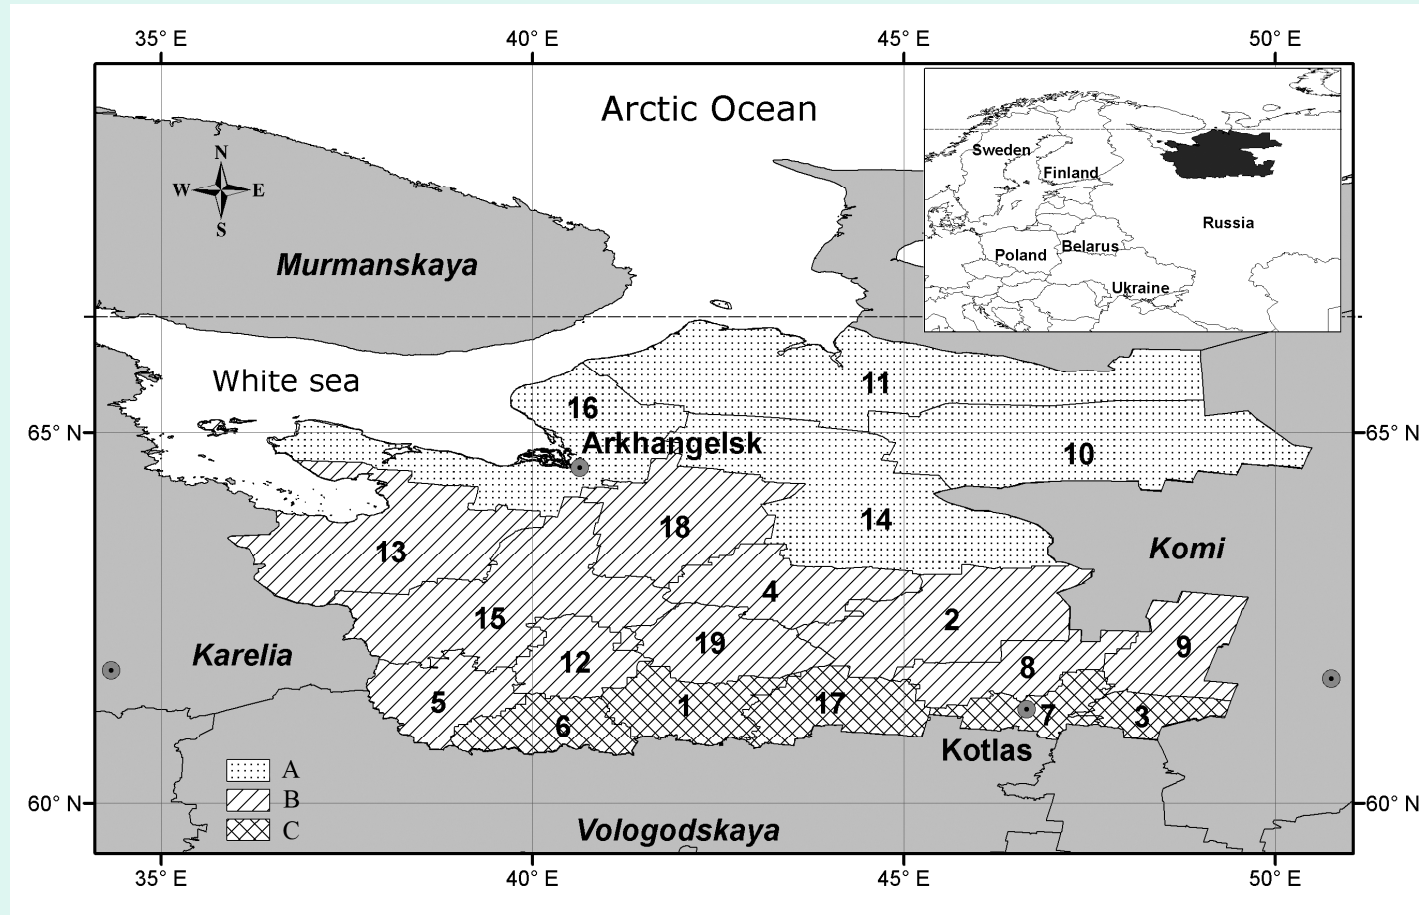 35° E 40° E 45° E 50° E
Arctic Ocean
N
W E
S
Sweden
Finland
Russia
Belarus
Poland
Ukraine
Murmanskaya
White sea
11
16
65° N 65° N
Arkhangelsk
10
14
18
13
Komi
4
15
2
19
9
Karelia
12
8
5
1
17
7
3
6
Kotlas
A
B
C
60° N 60° N
Vologodskaya
35° E 40° E 45° E 50° E